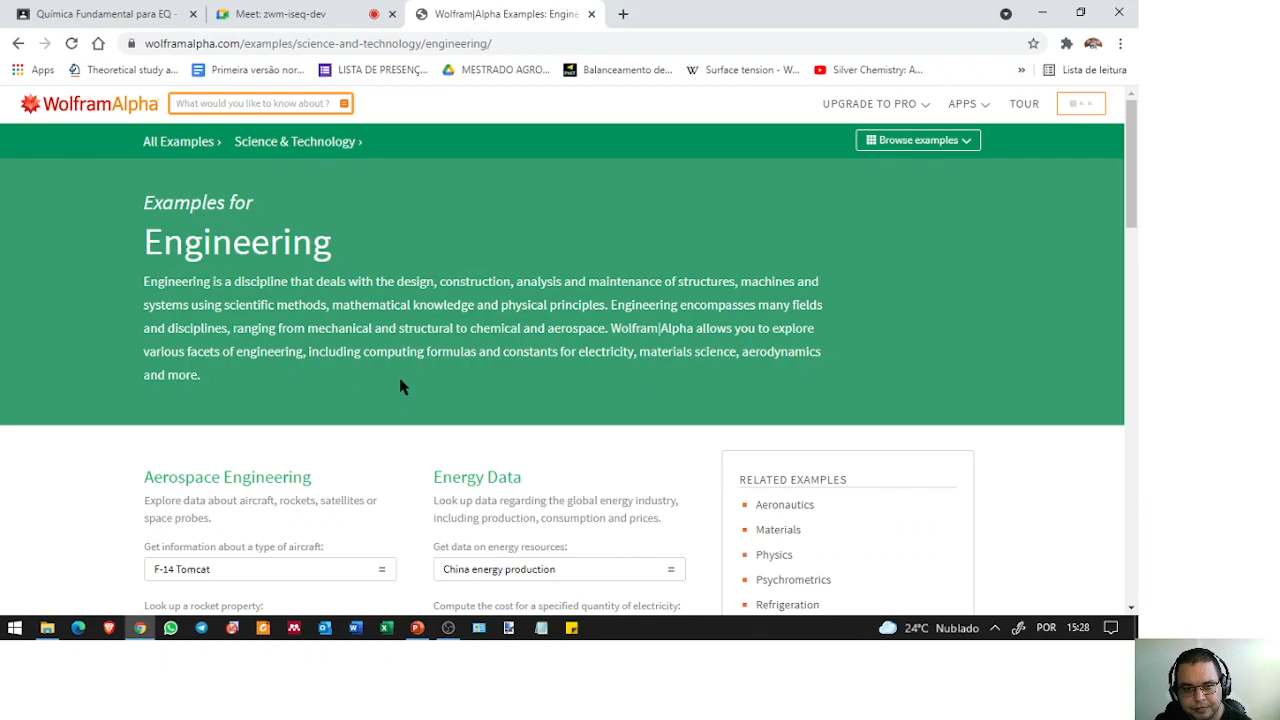 Química Fundamental para EQ -
Meet: zwm-iseq-dev
Wolfram|Alpha Examples: Engine
wolframalpha.com/examples/science-and-technology/engineering/
Apps
Theoretical study a...
Primeira versão nor...
LISTA DE PRESENÇ...
MESTRADO AGRO...
Balanceamento de...
Surface tension - W...
Silver Chemistry: A...
»
Lista de leitura
WolframAlpha
What would you like to know about ?
UPGRADE TO PRO
APPS
TOUR
All Examples ›
Science & Technology ›
Browse examples
Examples for
Engineering
Engineering is a discipline that deals with the design, construction, analysis and maintenance of structures, machines and
systems using scientific methods, mathematical knowledge and physical principles. Engineering encompasses many fields
and disciplines, ranging from mechanical and structural to chemical and aerospace. Wolfram|Alpha allows you to explore
various facets of engineering, including computing formulas and constants for electricity, materials science, aerodynamics
and more.
Aerospace Engineering
Explore data about aircraft, rockets, satellites or
space probes.
Get information about a type of aircraft:
F-14 Tomcat
=
Look up a rocket property:
Energy Data
Look up data regarding the global energy industry,
including production, consumption and prices.
Get data on energy resources:
China energy production
=
Compute the cost for a specified quantity of electricity:
RELATED EXAMPLES
Aeronautics
Materials
Physics
Psychrometrics
Refrigeration
24°C Nublado
POR
15:28